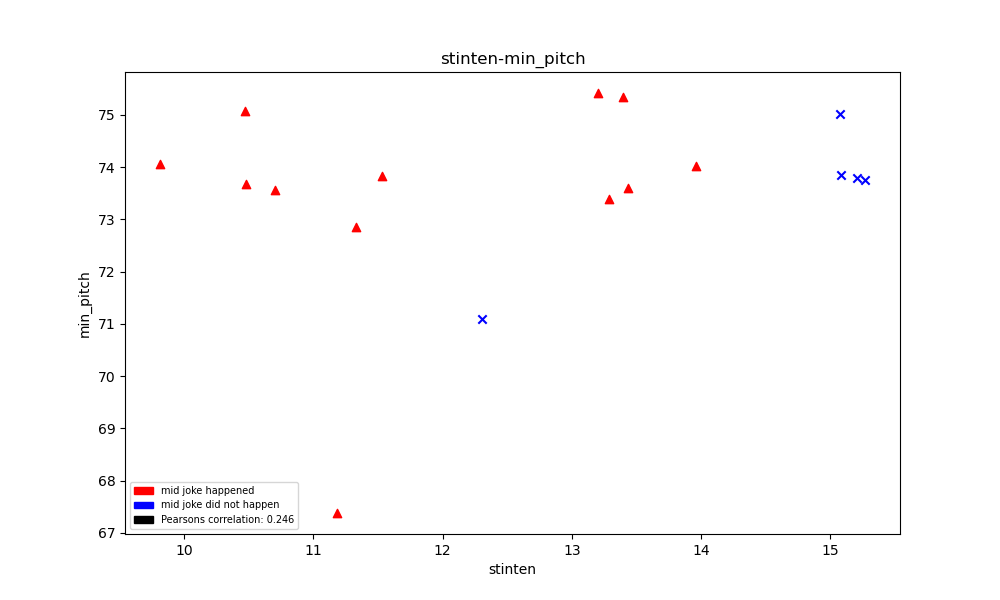 stinten-min_pitch
min_pitch
75
74
73
72
71
70
69
68
67
mid joke happened
mid joke did not happen
Pearsons correlation: 0.246
10 11 12 13 14 15
stinten